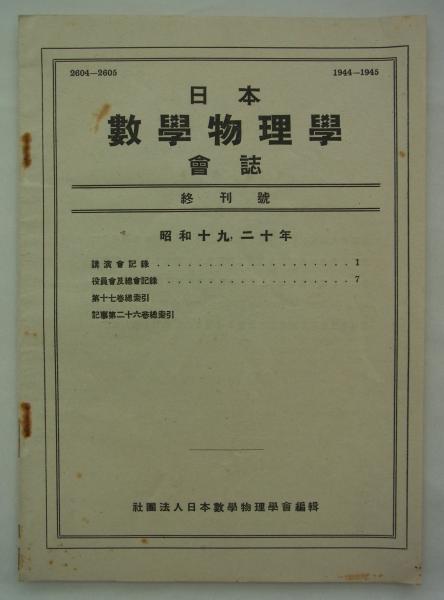 2604—2605 1944—1945
日本
數學物理學
會誌
終刊號
昭和十九,二十年
講演會記錄 . . . . . . . . . . . . . . . . . . . 1
役員會及總會記錄 . . . . . . . . . . . . . . . . . . . 7
第十七卷總索引
記事第二十六卷總索引
社團法人日本數學物理學會編輯